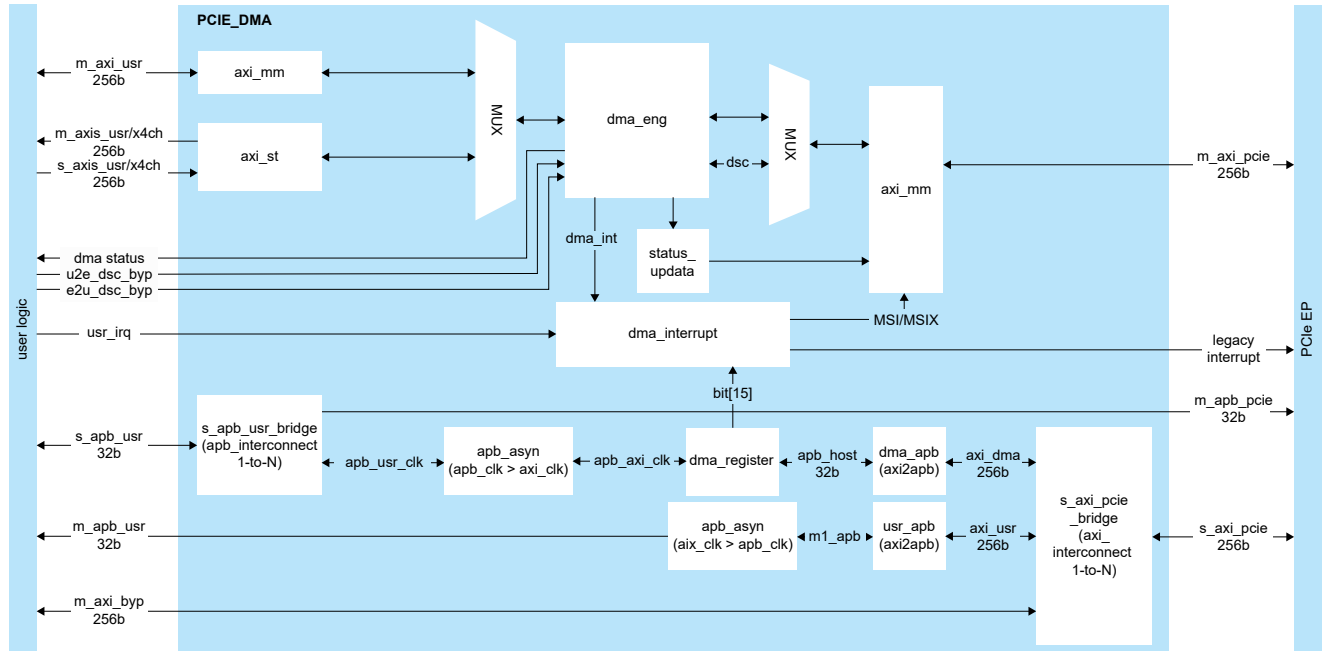 PCIE_DMA
m_axi_usr
256b
axi_mm
m_axis_usr/x4ch
256b
s_axis_usr/x4ch
256b
axi_st
MUX
dma_eng
dsc
MUX
axi_mm
m_axi_pcie
256b
dma status
u2e_dsc_byp
e2u_dsc_byp
dma_int
status_
updata
usr_irq
dma_interrupt
MSI/MSIX
legacy
interrupt
user logic
PCIe EP
bit[15]
m_apb_pcie
32b
s_apb_usr
32b
s_apb_usr_bridge
(apb_interconnect
1-to-N)
apb_usr_clk
apb_asyn
(apb_clk > axi_clk)
apb_axi_clk
dma_register
apb_host
32b
dma_apb
(axi2apb)
axi_dma
256b
s_axi_pcie
_bridge
(axi_
interconnect
1-to-N)
s_axi_pcie
256b
m_apb_usr
32b
apb_asyn
(aix_clk > apb_clk)
m1_apb
usr_apb
(axi2apb)
axi_usr
256b
m_axi_byp
256b